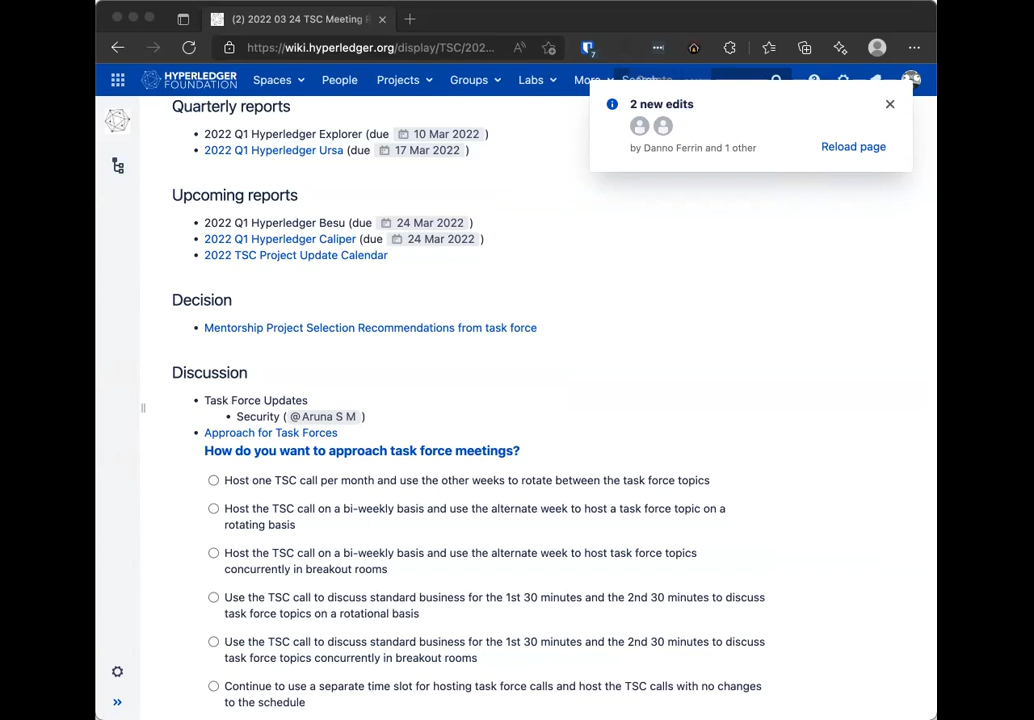 (2) 2022 03 24 TSC Meeting
https://wiki.hyperledger.org/display/TSC/202...
7
HYPERLEDGER
FOUNDATION
Spaces
People
Projects
Groups
Labs
More
2 new edits
by Danno Ferrin and 1 other
Reload page
Quarterly reports
• 2022 Q1 Hyperledger Explorer (due 10 Mar 2022 )
• 2022 Q1 Hyperledger Ursa (due 17 Mar 2022 )
Upcoming reports
• 2022 Q1 Hyperledger Besu (due 24 Mar 2022 )
• 2022 Q1 Hyperledger Caliper (due 24 Mar 2022 )
• 2022 TSC Project Update Calendar
Decision
• Mentorship Project Selection Recommendations from task force
Discussion
• Task Force Updates
• Security ( @Aruna S M )
• Approach for Task Forces
How do you want to approach task force meetings?
Host one TSC call per month and use the other weeks to rotate between the task force topics
Host the TSC call on a bi-weekly basis and use the alternate week to host a task force topic on a
rotating basis
Host the TSC call on a bi-weekly basis and use the alternate week to host task force topics
concurrently in breakout rooms
Use the TSC call to discuss standard business for the 1st 30 minutes and the 2nd 30 minutes to discuss
task force topics on a rotational basis
Use the TSC call to discuss standard business for the 1st 30 minutes and the 2nd 30 minutes to discuss
task force topics concurrently in breakout rooms
Continue to use a separate time slot for hosting task force calls and host the TSC calls with no changes
to the schedule